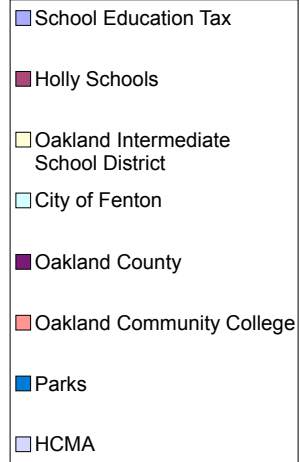 School Education Tax
Holly Schools
Oakland Intermediate
School District
City of Fenton
Oakland County
Oakland Community College
Parks
HCMA